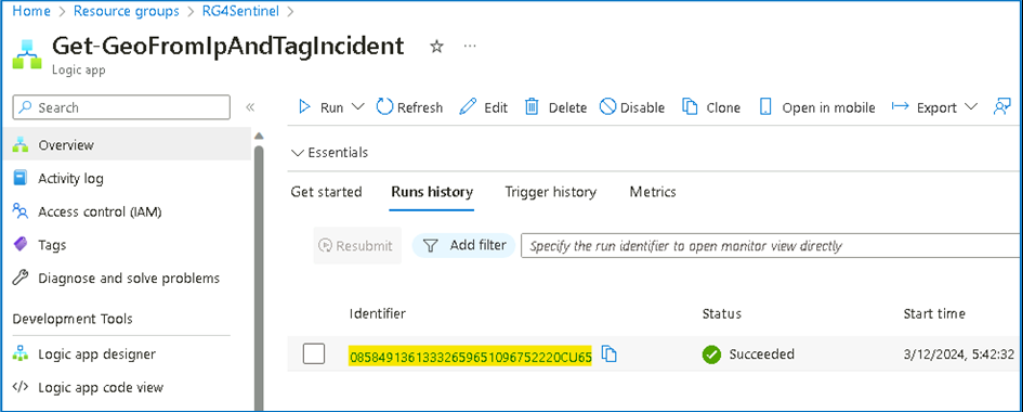 Home > Resource groups > RG4Sentinel >
Get-GeoFromIpAndTagIncident ☆ ···
Logic app
Search «
Run Refresh Edit Delete Disable Clone Open in mobile Export
Overview
Activity log
Access control (IAM)
Tags
Diagnose and solve problems
Development Tools
Logic app designer
</> Logic app code view
Essentials
Get started Runs history Trigger history Metrics
Resubmit Add filter Specify the run identifier to open monitor view directly
Identifier Status Start time
08584913613332659651096752220CU65 Succeeded 3/12/2024, 5:42:32